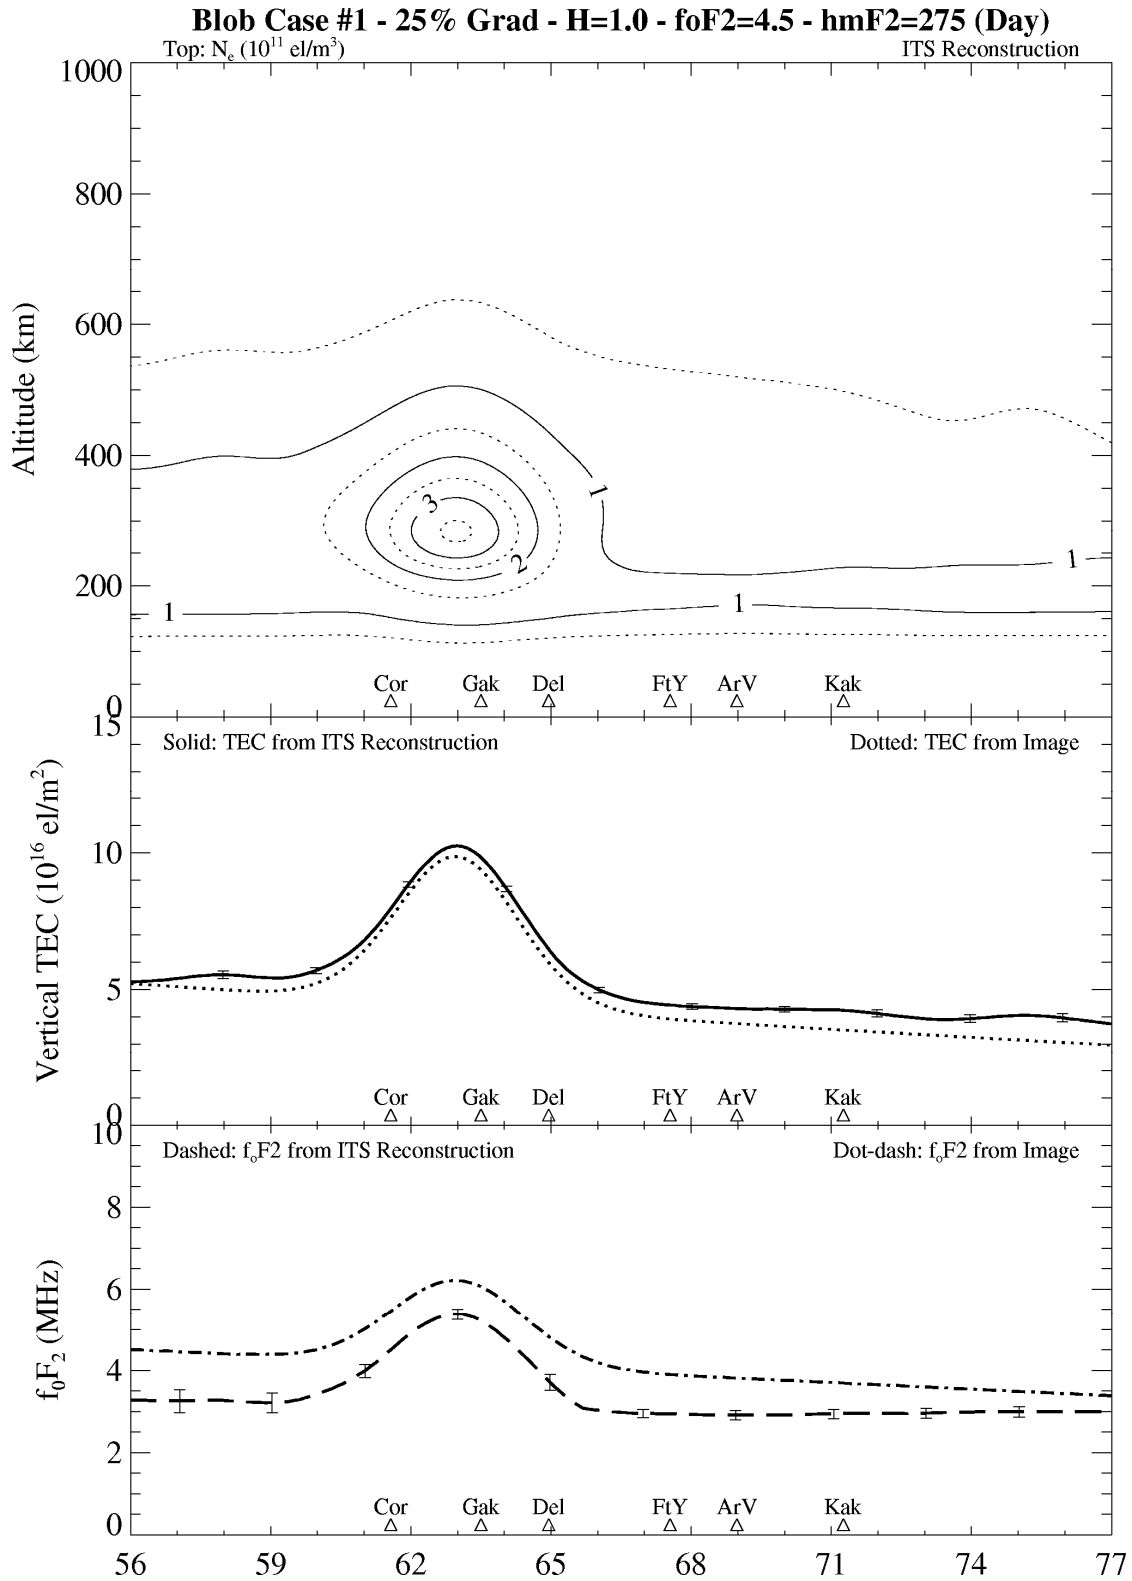 Blob Case #1 - 25% Grad - H=1.0 - foF2=4.5 - hmF2=275 (Day)
Top: Nₑ (10¹¹ el/m³) ITS Reconstruction
1000
800
600
400
200
0
Altitude (km)
3
2
1
1
1
1
Cor Gak Del FtY ArV Kak
15
10
5
0
Vertical TEC (10¹⁶ el/m²)
Solid: TEC from ITS Reconstruction Dotted: TEC from Image
Cor Gak Del FtY ArV Kak
10
8
6
4
2
0
f₀F₂ (MHz)
Dashed: fₒF2 from ITS Reconstruction Dot-dash: fₒF2 from Image
Cor Gak Del FtY ArV Kak
56 59 62 65 68 71 74 77